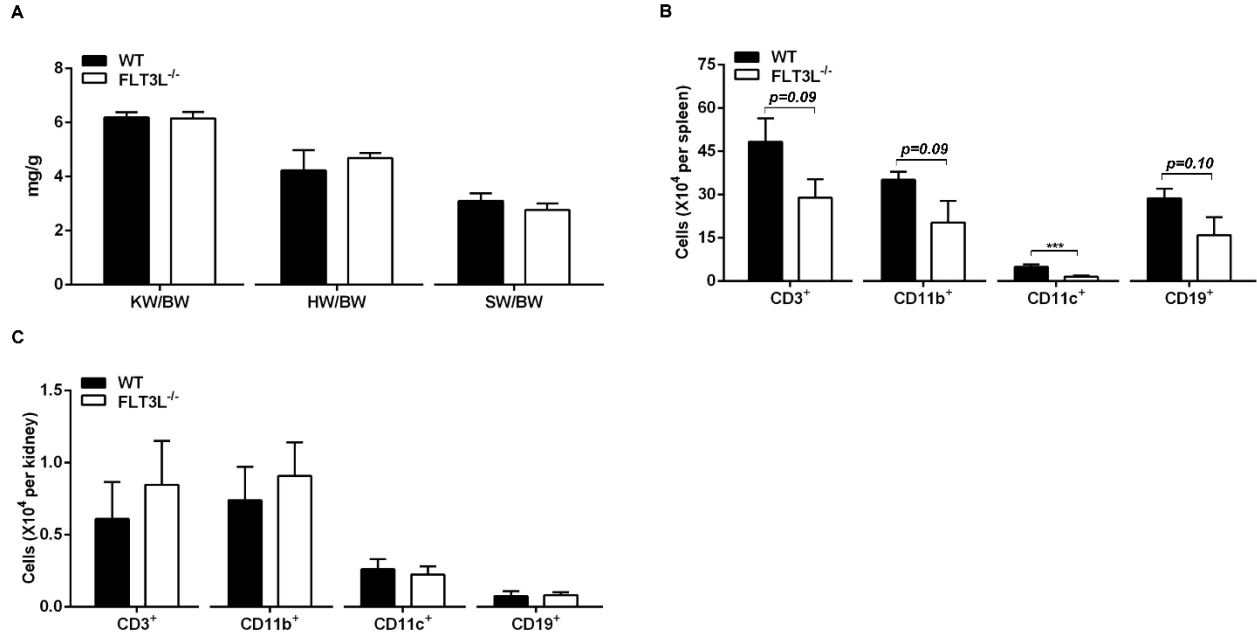 A
WT
FLT3L-/-
mg/g
8
6
4
2
0
KW/BW HW/BW SW/BW
B
WT
FLT3L-/-
Cells (X10⁴ per spleen)
75
60
45
30
15
0
p=0.09
p=0.09
***
p=0.10
CD3+ CD11b+ CD11c+ CD19+
C
WT
FLT3L-/-
Cells (X10⁴ per kidney)
1.5
1.0
0.5
0.0
CD3+ CD11b+ CD11c+ CD19+